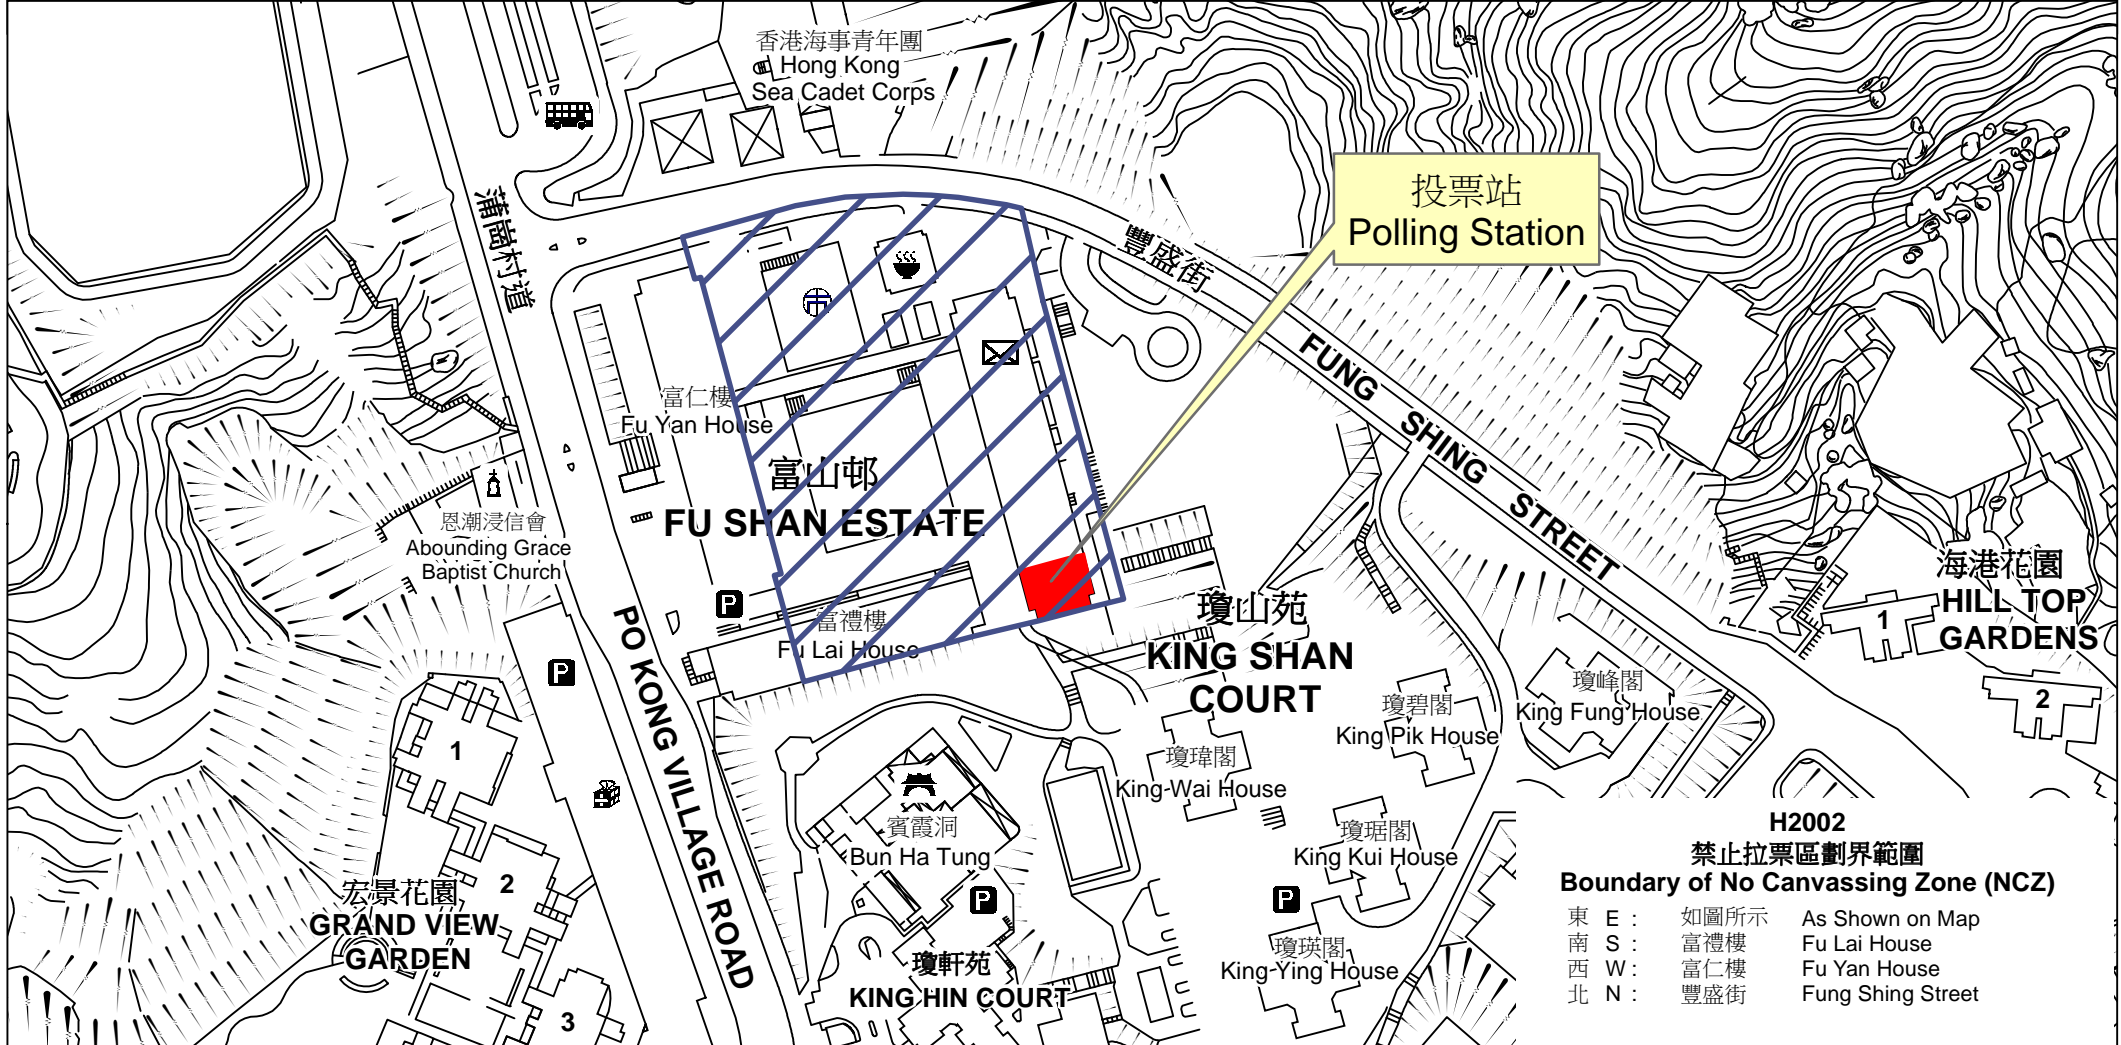 香港海事青年團
Hong Kong
Sea Cadet Corps
投票站
Polling Station
蒲崗村道
豐盛街
FUNG SHING STREET
富仁樓
Fu Yan House
富山邨
FU SHAN ESTATE
恩潮浸信會
Abounding Grace
Baptist Church
P
富禮樓
Fu Lai House
P
PO KONG VILLAGE ROAD
瓊山苑
KING SHAN
COURT
海港花園
HILL TOP
GARDENS
1
2
瓊峰閣
King Fung House
瓊碧閣
King Pik House
瓊瑋閣
King Wai House
瓊琚閣
King Kui House
P
瓊瑛閣
King Ying House
賓霞洞
Bun Ha Tung
P
瓊軒苑
KING HIN COURT
1
2
3
宏景花園
GRAND VIEW
GARDEN
H2002
禁止拉票區劃界範圍
Boundary of No Canvassing Zone (NCZ)
東 E : 如圖所示 As Shown on Map
南 S : 富禮樓 Fu Lai House
西 W : 富仁樓 Fu Yan House
北 N : 豐盛街 Fung Shing Street